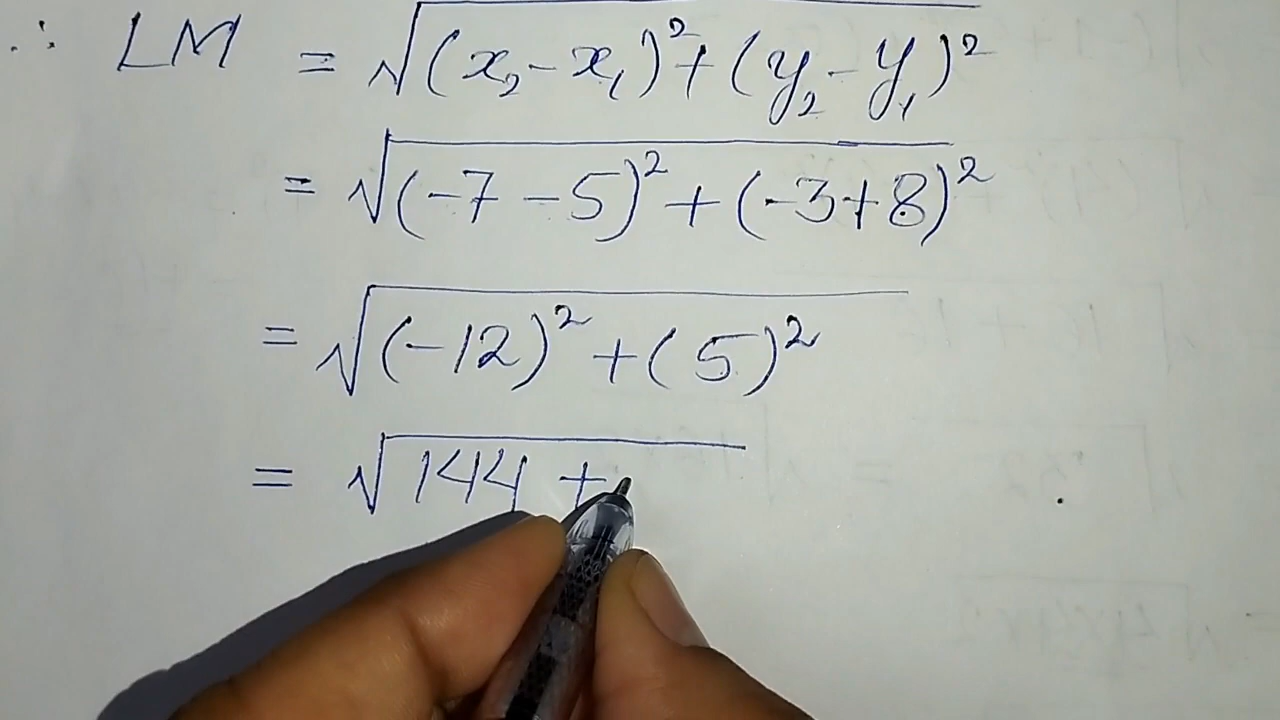 ∴ LM = √(x₂ - x₁)² + (y₂ - y₁)²
= √(-7 - 5)² + (-3 + 8)²
= √(-12)² + (5)²
= √144 +